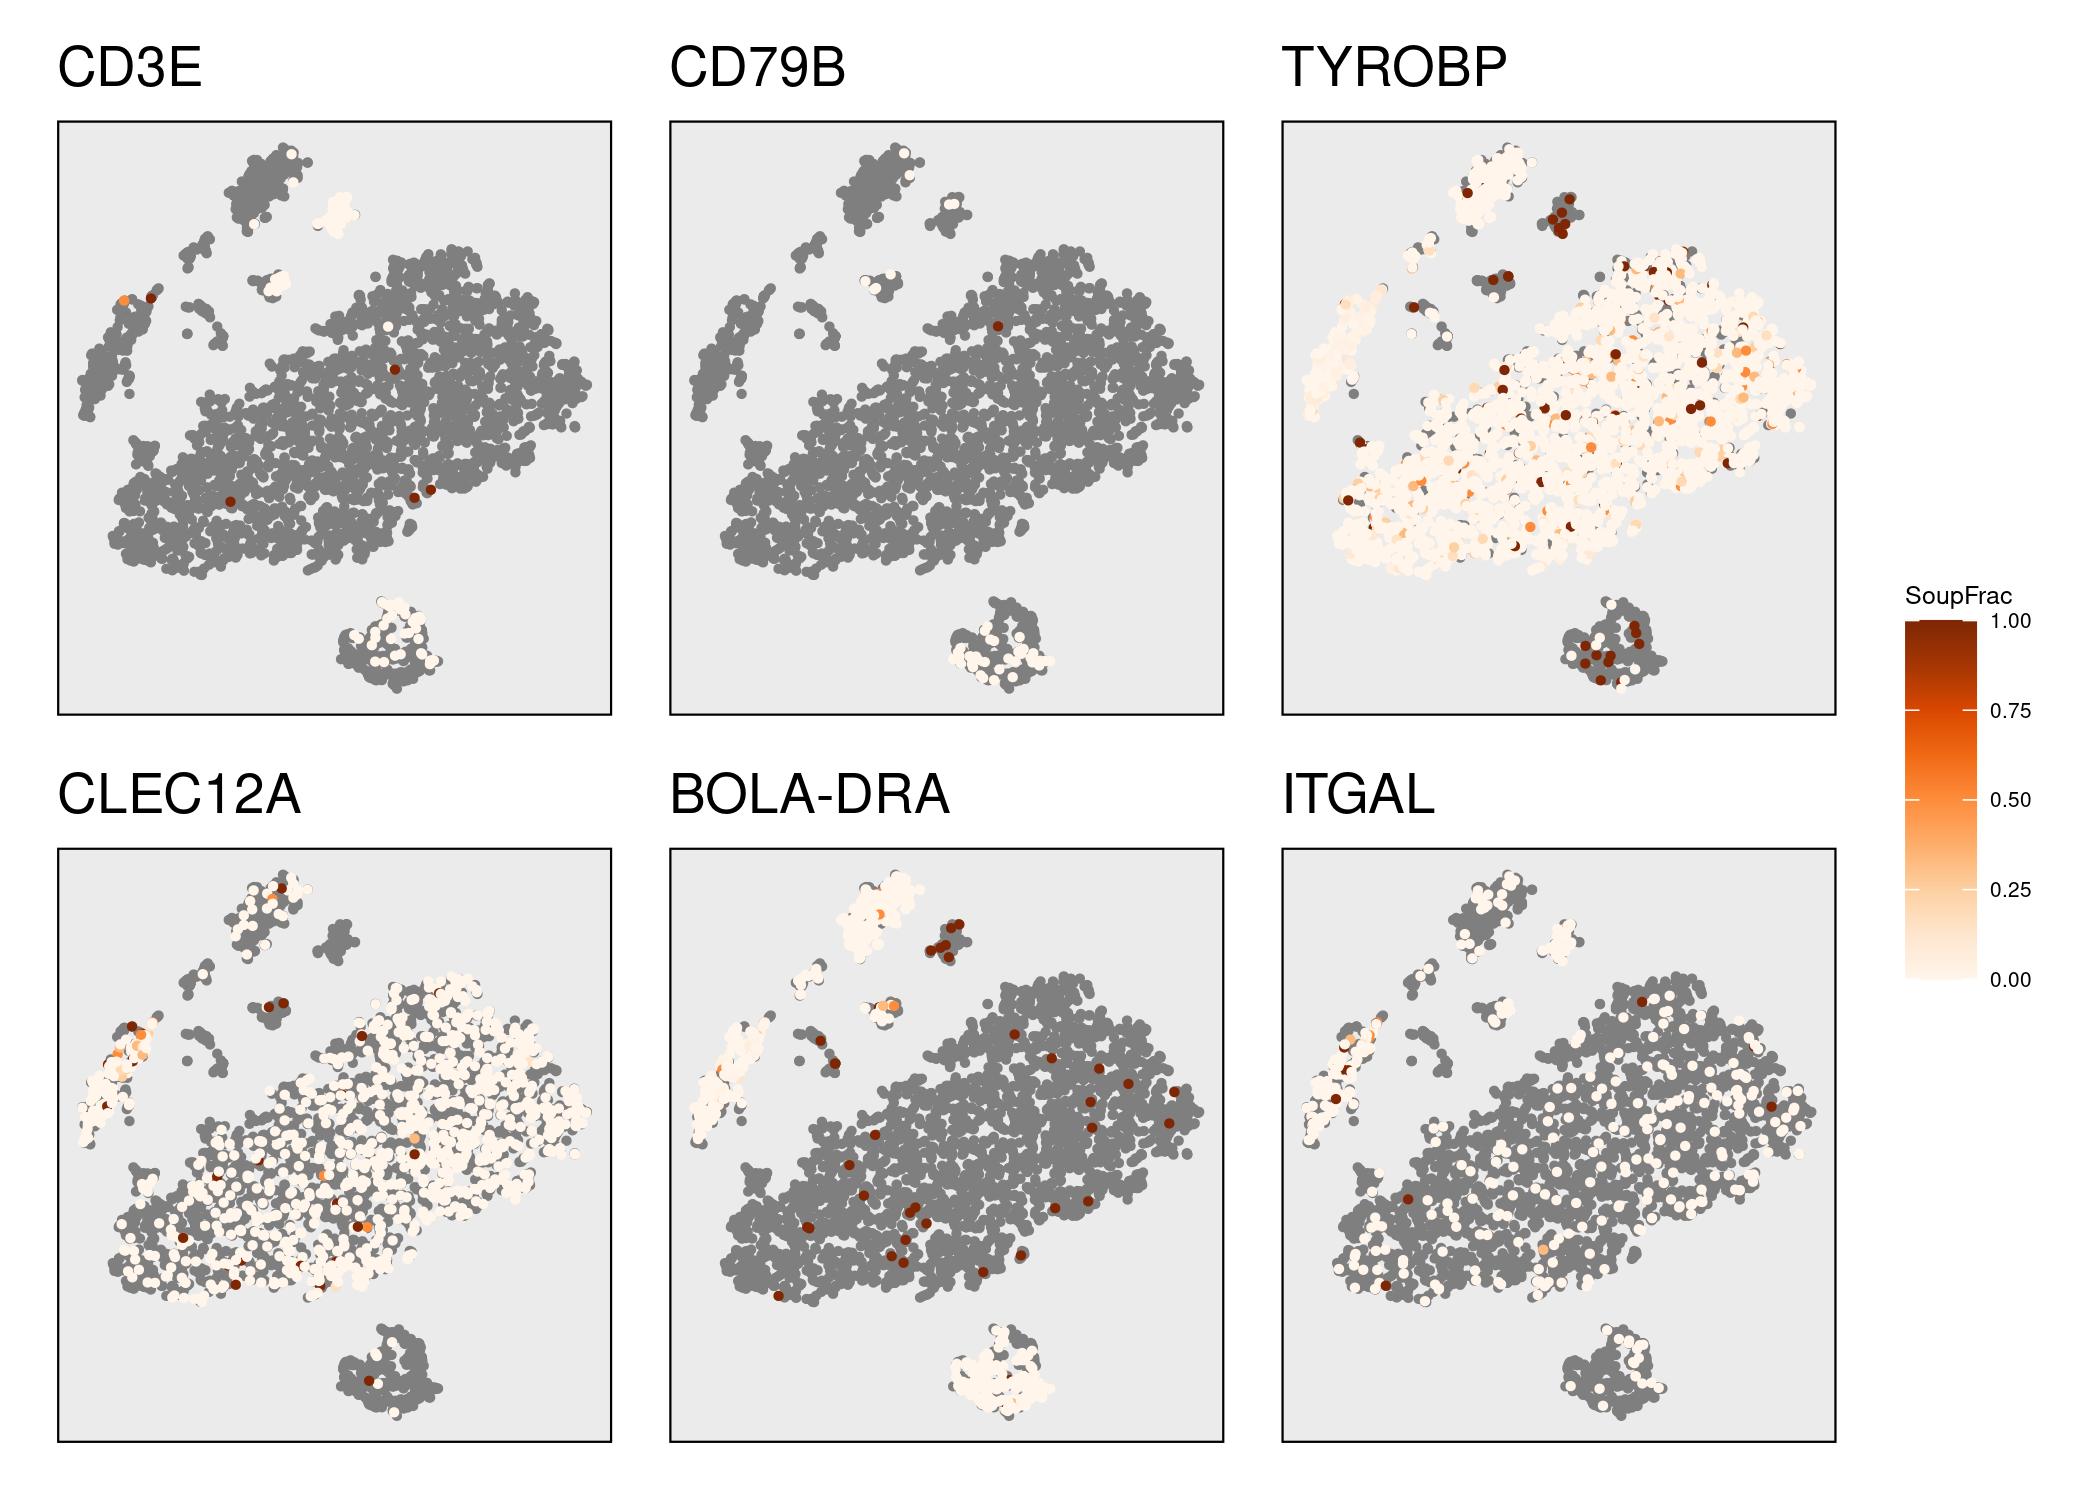 CD3E
CD79B
TYROBP
CLEC12A
BOLA-DRA
ITGAL
SoupFrac
1.00
0.75
0.50
0.25
0.00